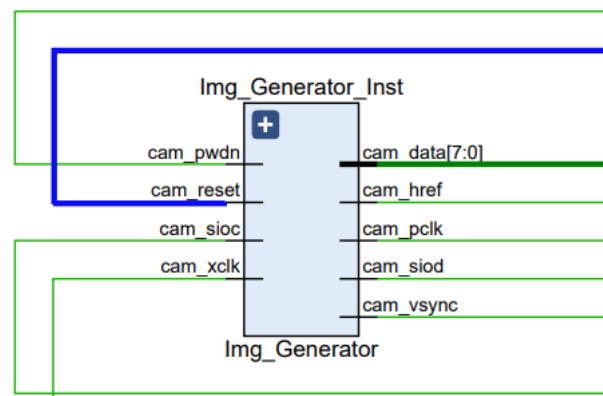 Img_Generator_Inst
cam_pwdn
cam_data[7:0]
cam_reset
cam_href
cam_sioc
cam_pclk
cam_xclk
cam_siod
cam_vsync
Img_Generator